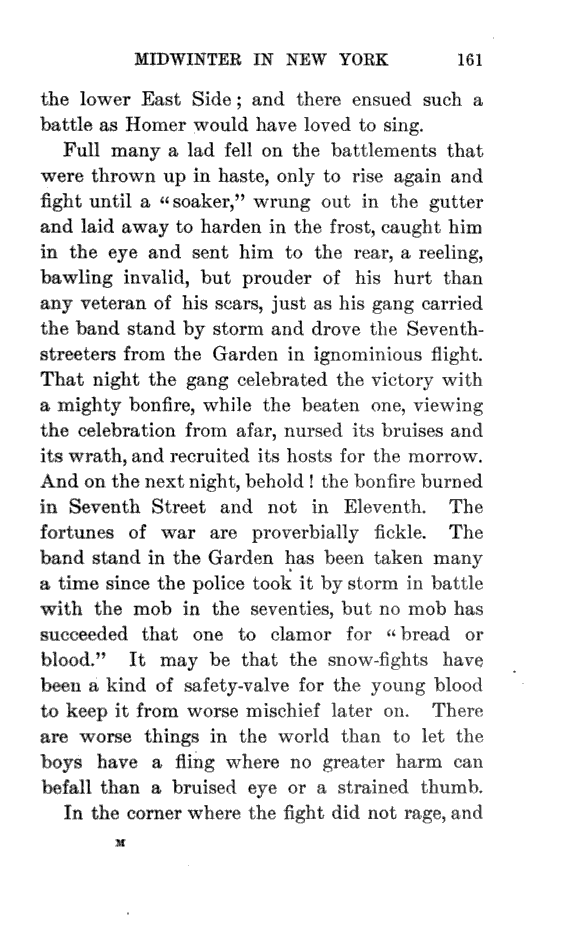 MIDWINTER IN NEW YORK 161
the lower East Side; and there ensued such a
battle as Homer would have loved to sing.
Full many a lad fell on the battlements that
were thrown up in haste, only to rise again and
fight until a “soaker,” wrung out in the gutter
and laid away to harden in the frost, caught him
in the eye and sent him to the rear, a reeling,
bawling invalid, but prouder of his hurt than
any veteran of his scars, just as his gang carried
the band stand by storm and drove the Seventh-
streeters from the Garden in ignominious flight.
That night the gang celebrated the victory with
a mighty bonfire, while the beaten one, viewing
the celebration from afar, nursed its bruises and
its wrath, and recruited its hosts for the morrow.
And on the next night, behold! the bonfire burned
in Seventh Street and not in Eleventh. The
fortunes of war are proverbially fickle. The
band stand in the Garden has been taken many
a time since the police took it by storm in battle
with the mob in the seventies, but no mob has
succeeded that one to clamor for “bread or
blood.” It may be that the snow-fights have
been a kind of safety-valve for the young blood
to keep it from worse mischief later on. There
are worse things in the world than to let the
boys have a fling where no greater harm can
befall than a bruised eye or a strained thumb.
In the corner where the fight did not rage, and
M